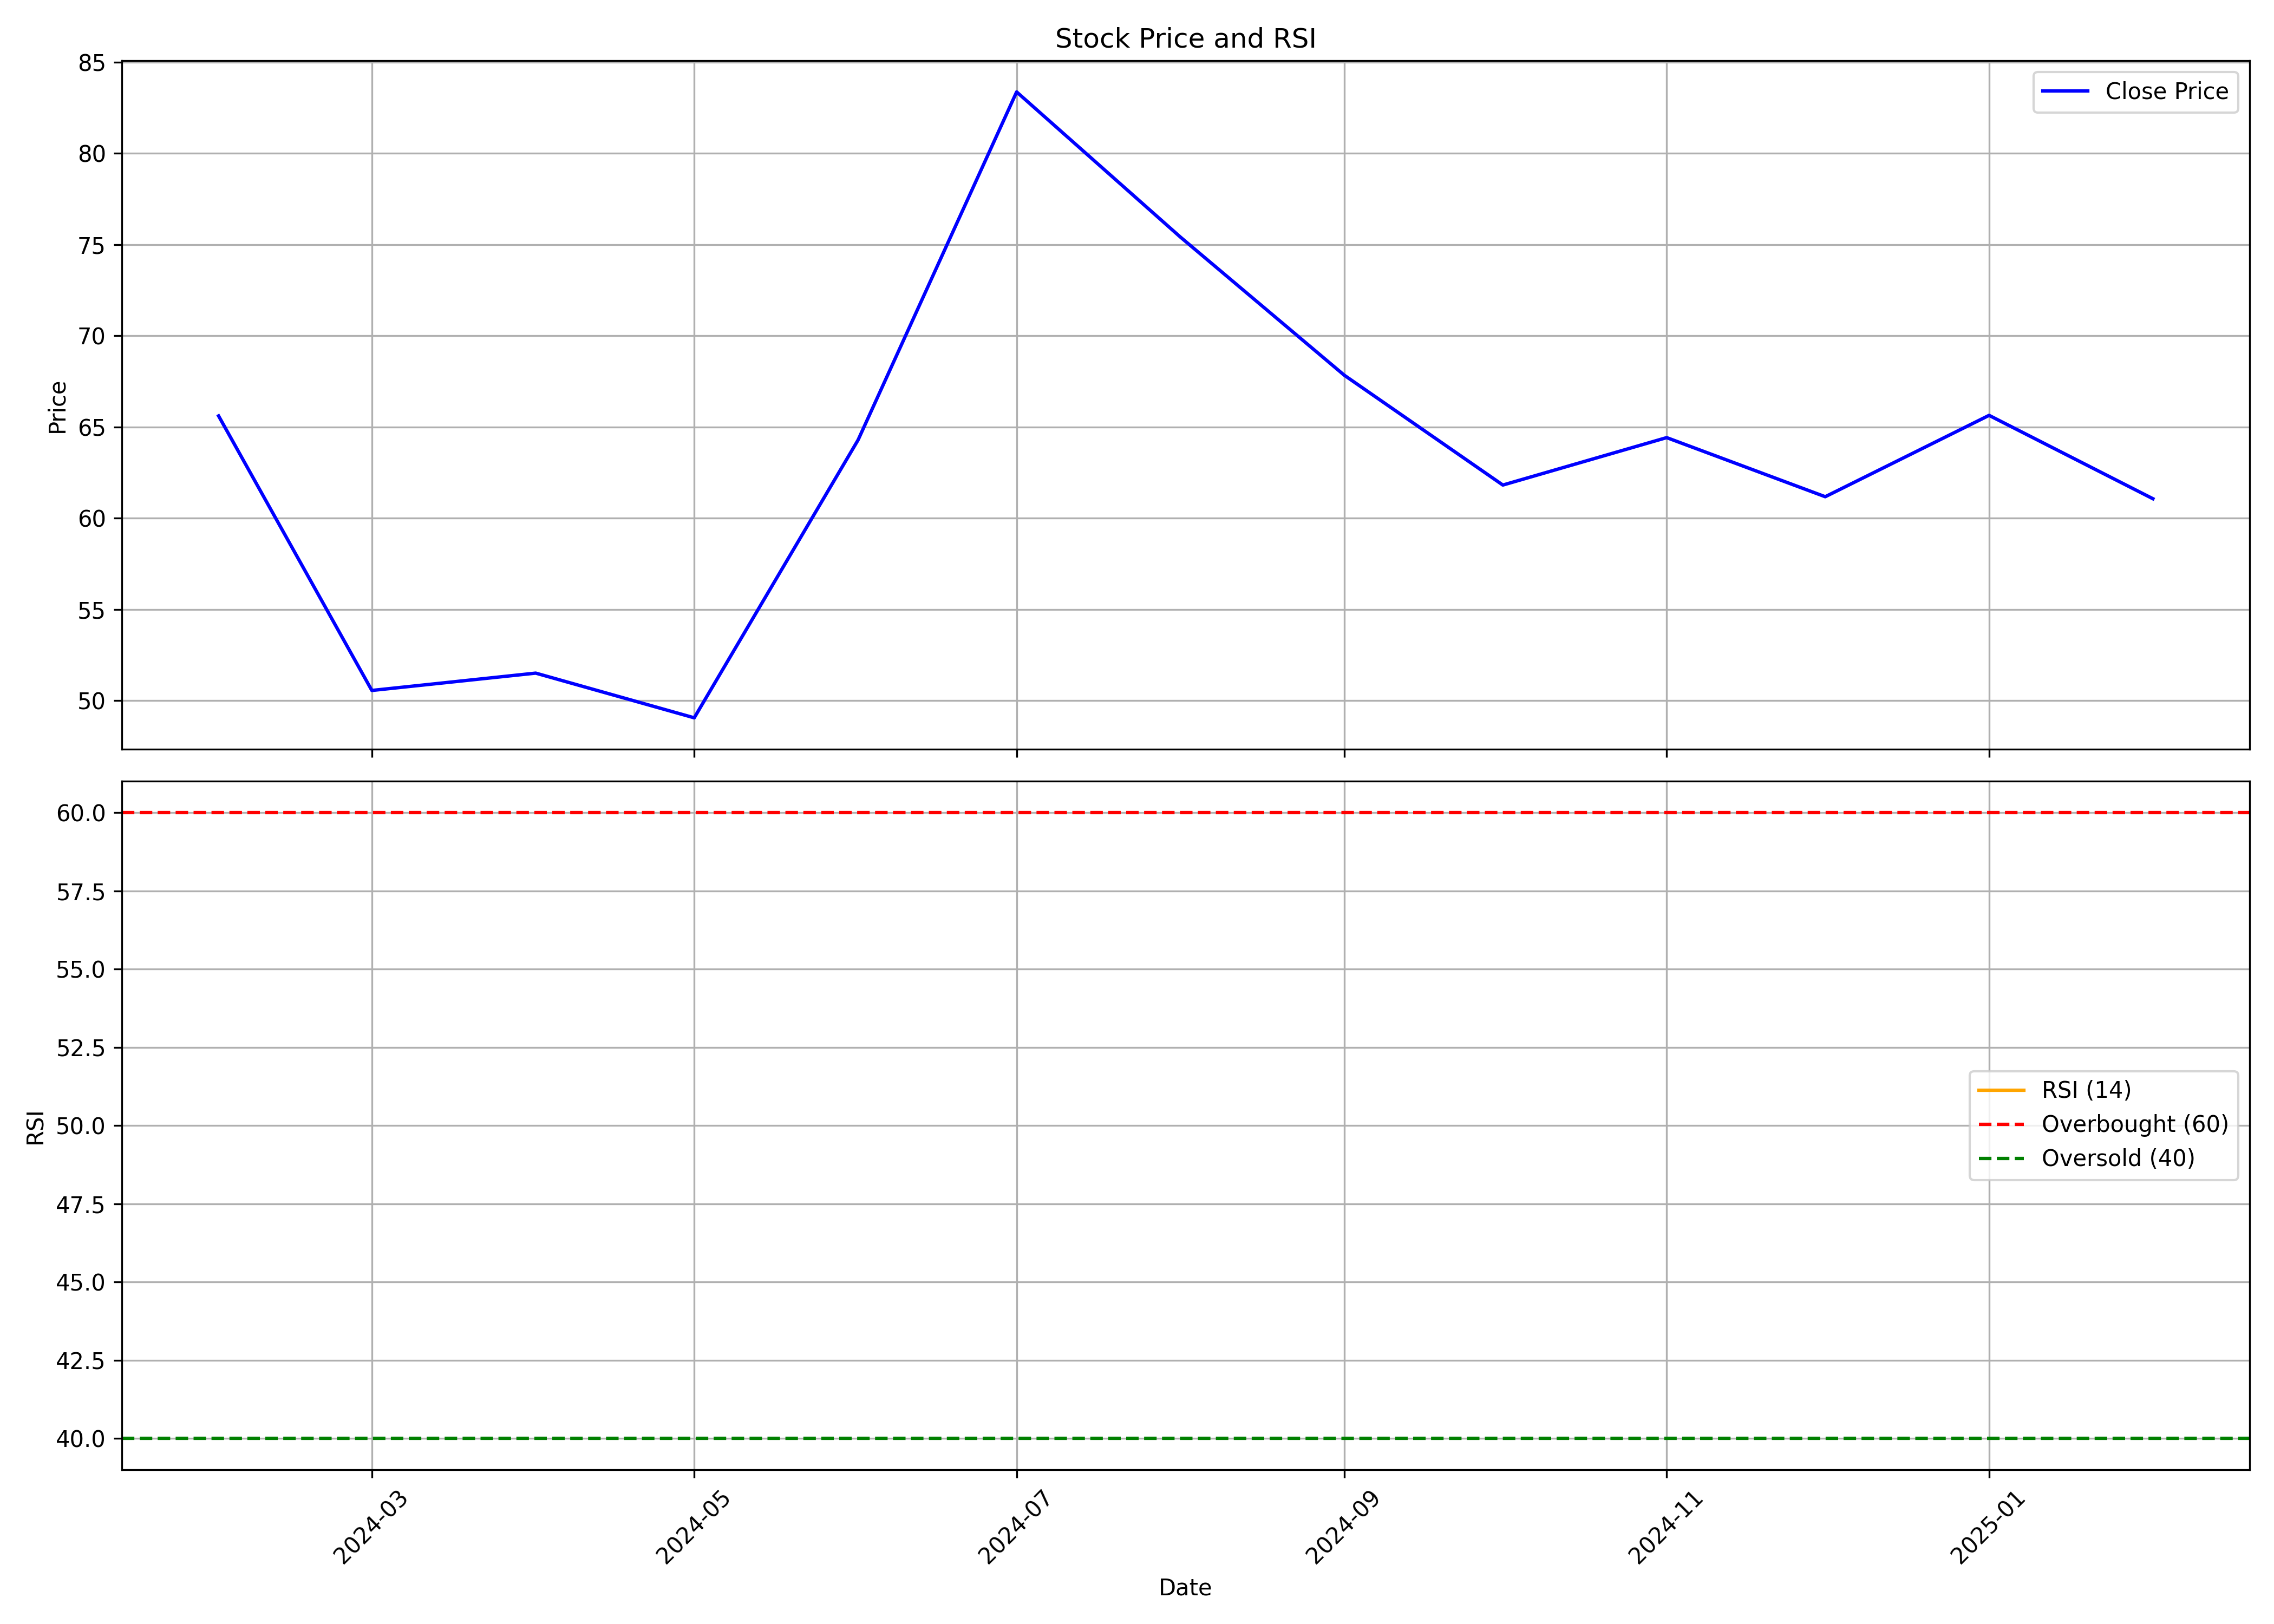 Stock Price and RSI
85
80
75
70
65
60
55
50
Price
Close Price
60.0
57.5
55.0
52.5
50.0
47.5
45.0
42.5
40.0
RSI
RSI (14)
Overbought (60)
Oversold (40)
2024-03
2024-05
2024-07
2024-09
2024-11
2025-01
Date